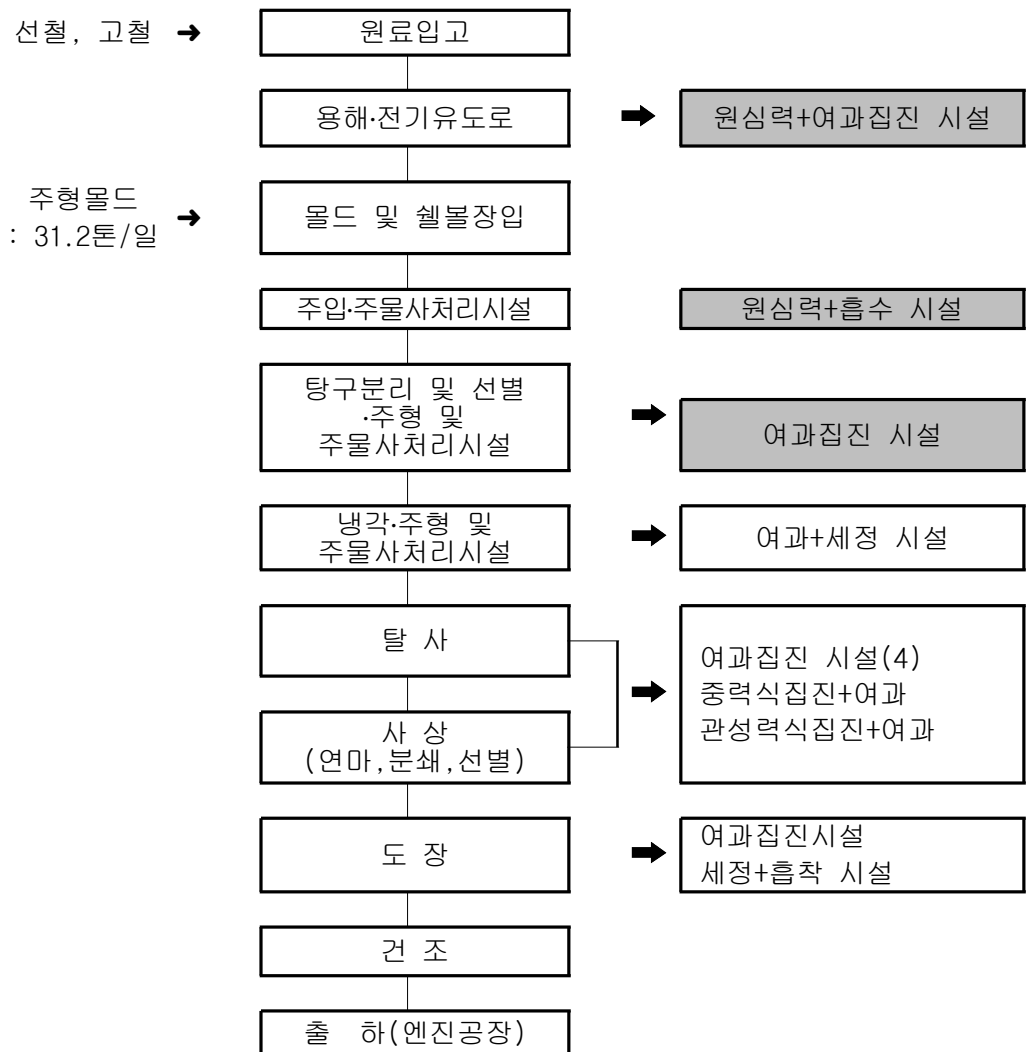 선철, 고철 ➜
원료입고
용해·전기유도로
원심력+여과집진 시설
주형몰드
: 31.2톤/일
몰드 및 쉘볼장입
주입·주물사처리시설
원심력+흡수 시설
탕구분리 및 선별
·주형 및
주물사처리시설
여과집진 시설
냉각·주형 및
주물사처리시설
여과+세정 시설
탈 사
사 상
(연마,분쇄,선별)
여과집진 시설(4)
중력식집진+여과
관성력식집진+여과
도 장
여과집진시설
세정+흡착 시설
건 조
출 하(엔진공장)